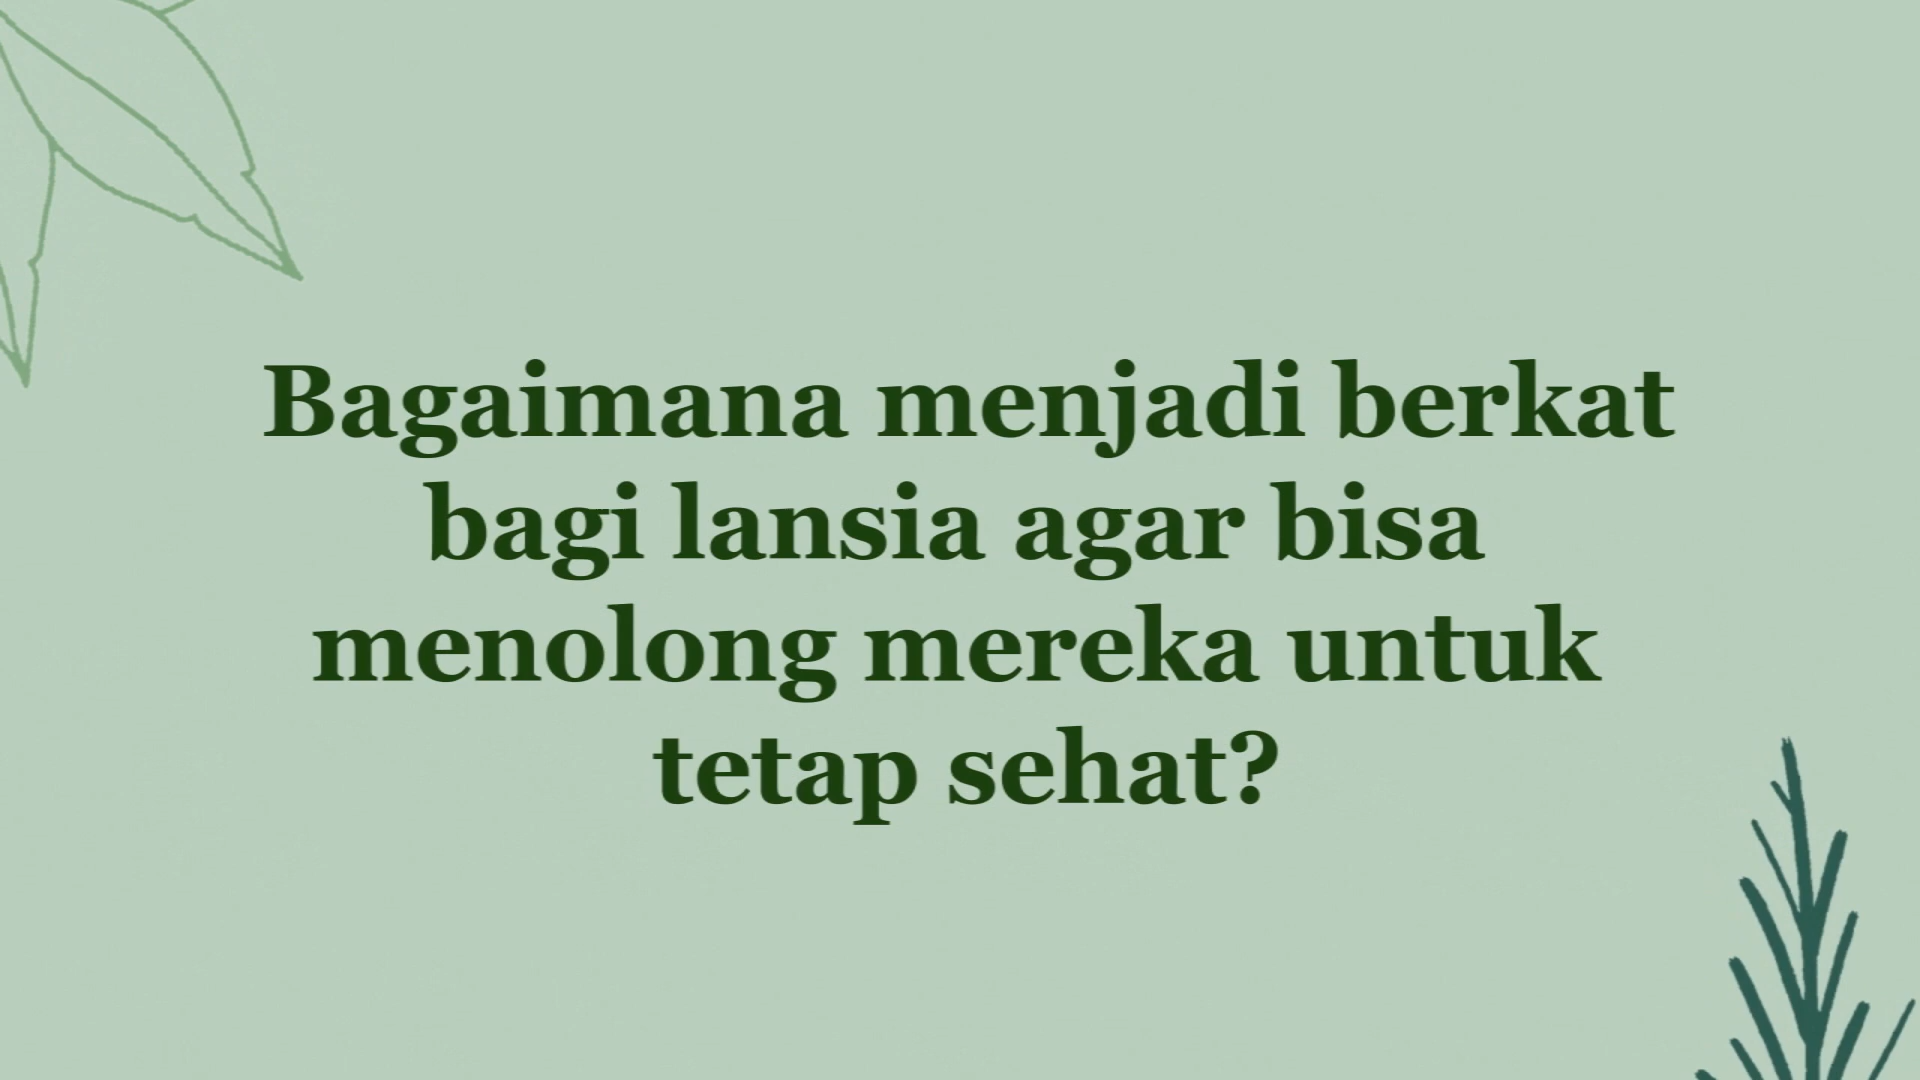 Bagaimana menjadi berkat
bagi lansia agar bisa
menolong mereka untuk
tetap sehat?